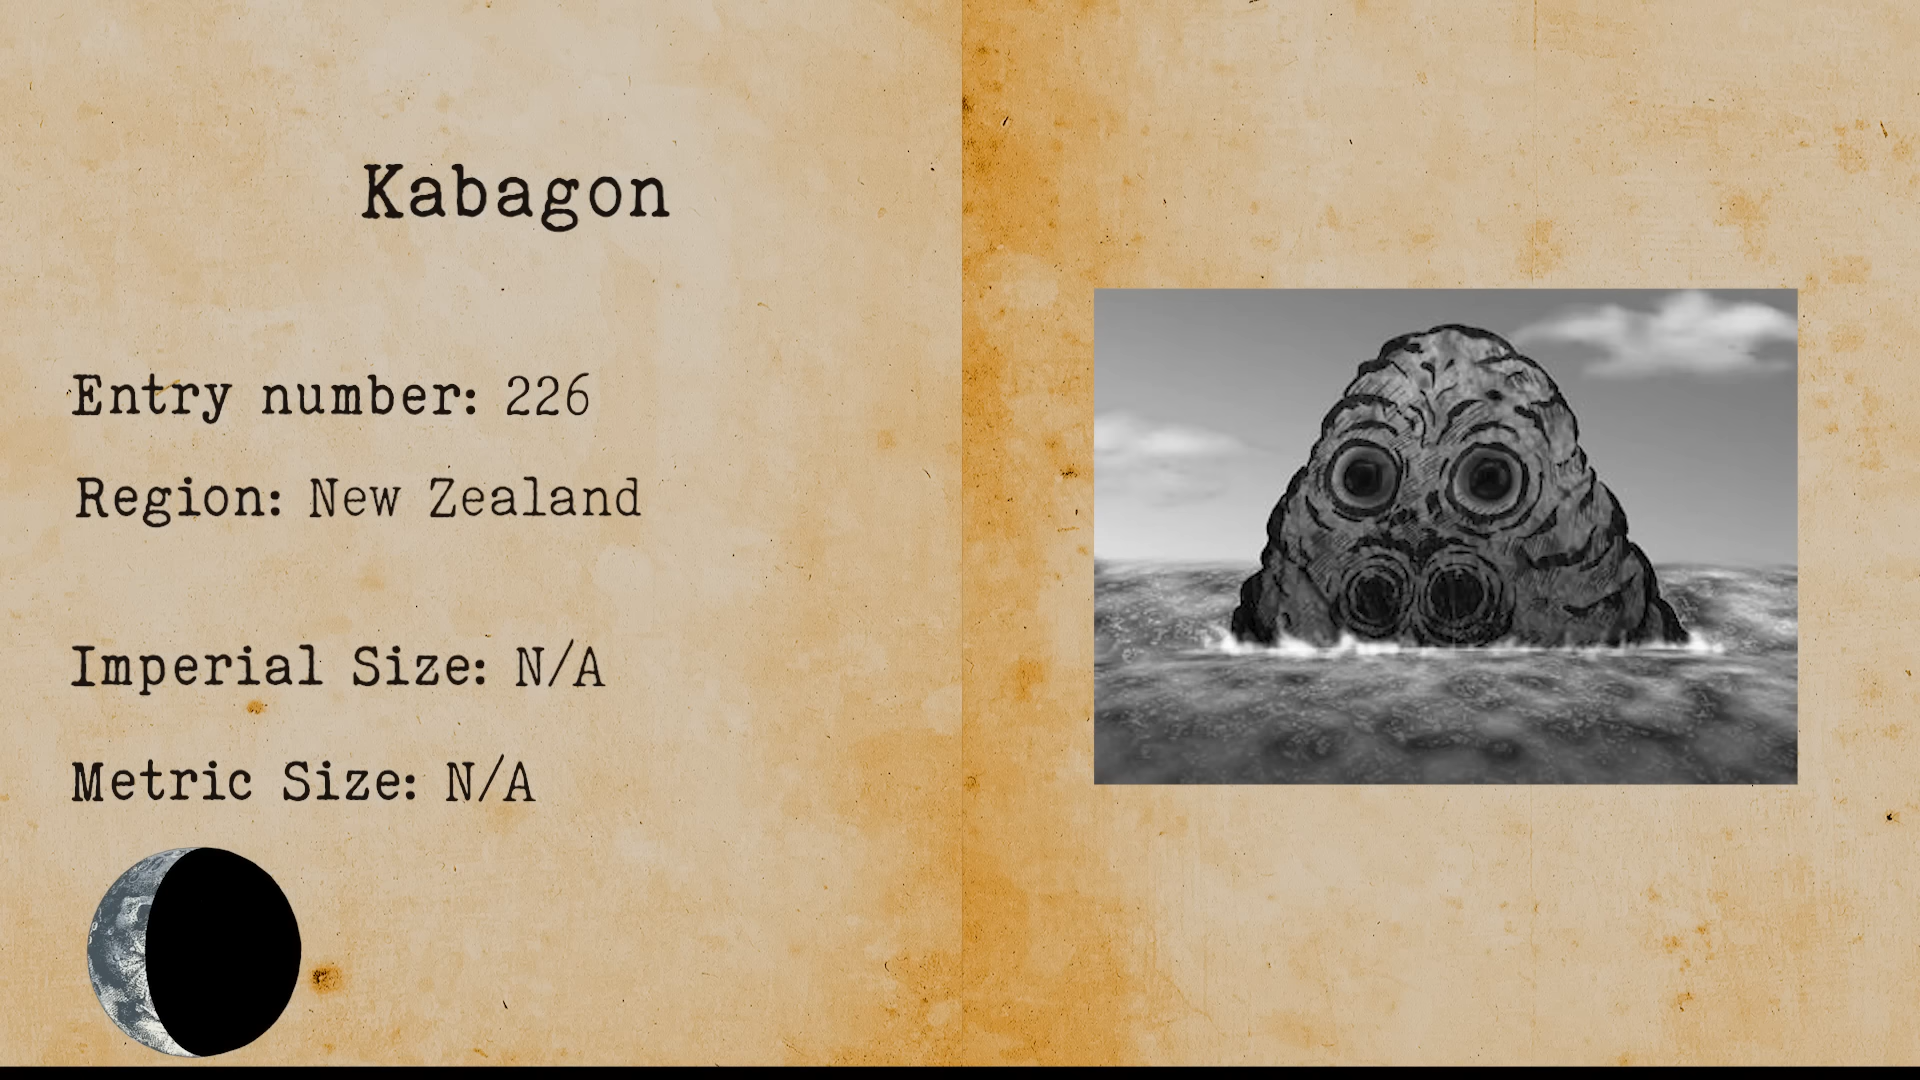 Kabagon
Entry number: 226
Region: New Zealand
Imperial Size: N/A
Metric Size: N/A